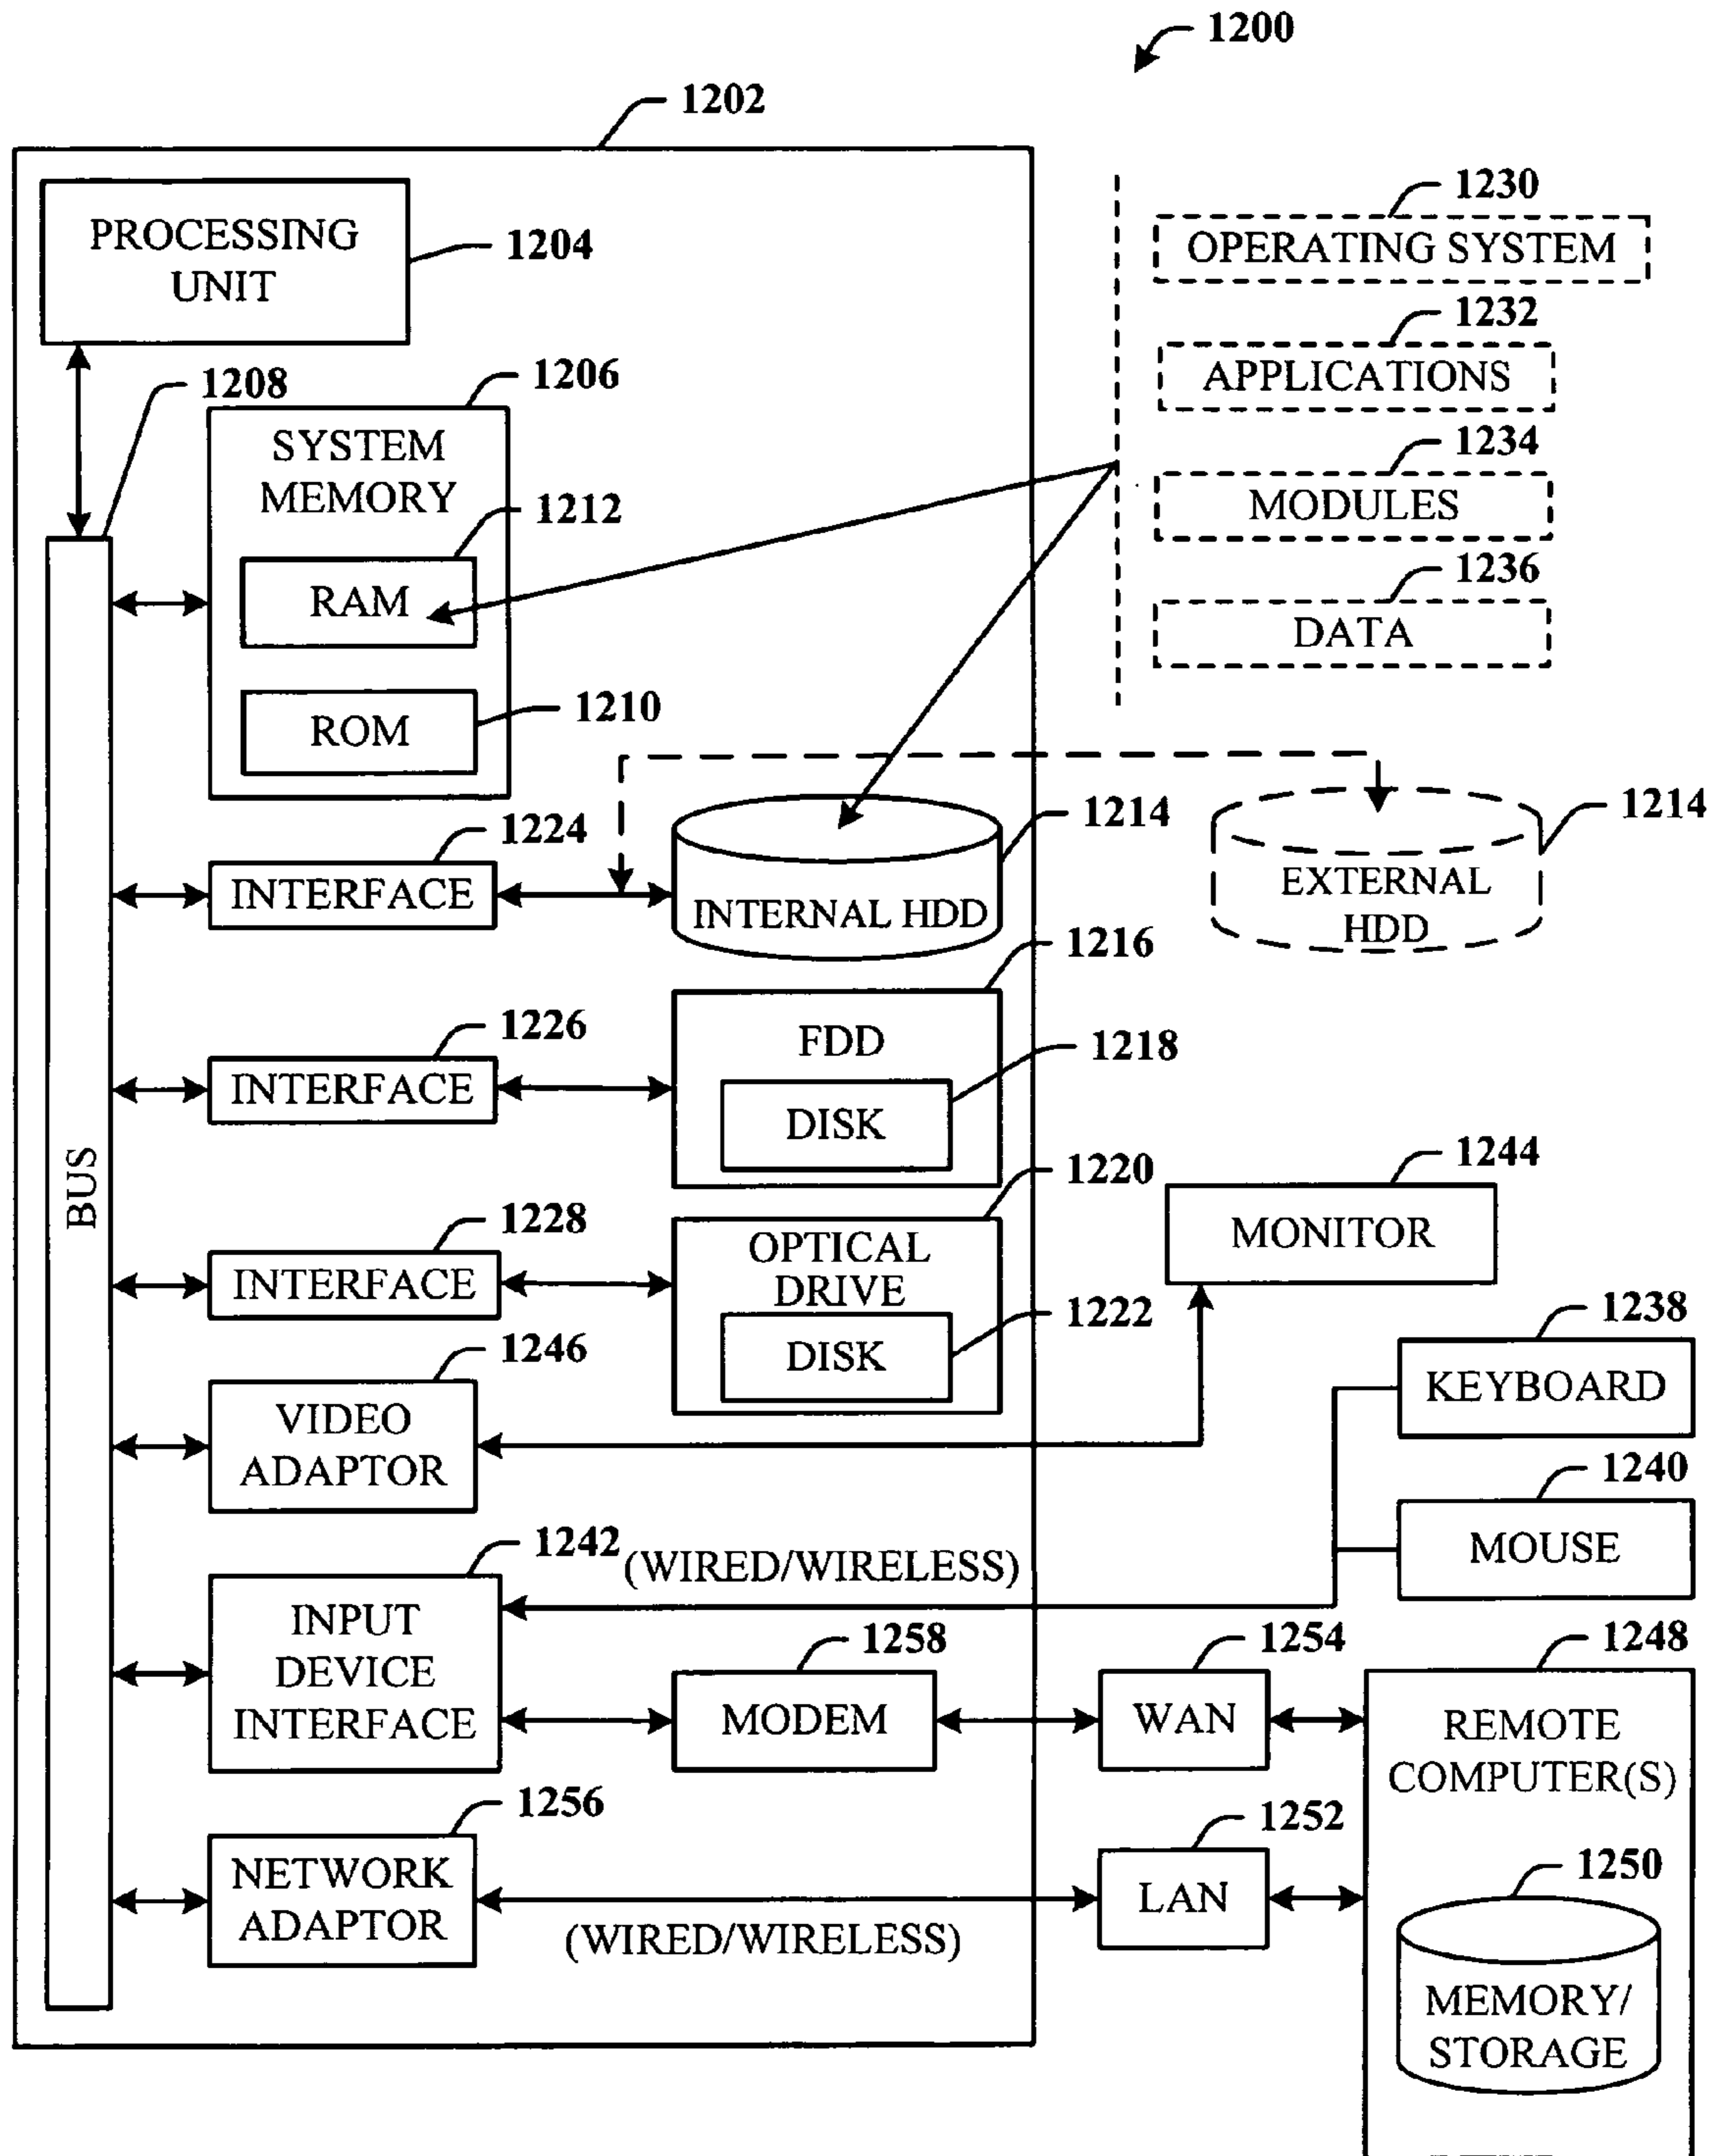 1200
1202
PROCESSING
UNIT
1204
1230
OPERATING SYSTEM
1232
APPLICATIONS
1234
MODULES
1236
DATA
1208
1206
SYSTEM
MEMORY
1212
RAM
1210
ROM
1224
INTERFACE
1214
INTERNAL HDD
1214
EXTERNAL
HDD
1216
1226
INTERFACE
FDD
1218
DISK
BUS
1220
1228
INTERFACE
OPTICAL
DRIVE
1222
DISK
1244
MONITOR
1238
KEYBOARD
1246
VIDEO
ADAPTOR
1240
MOUSE
1242
(WIRED/WIRELESS)
INPUT
DEVICE
INTERFACE
1258
MODEM
1254
WAN
1248
REMOTE
COMPUTER(S)
1256
NETWORK
ADAPTOR
(WIRED/WIRELESS)
1252
LAN
1250
MEMORY/
STORAGE